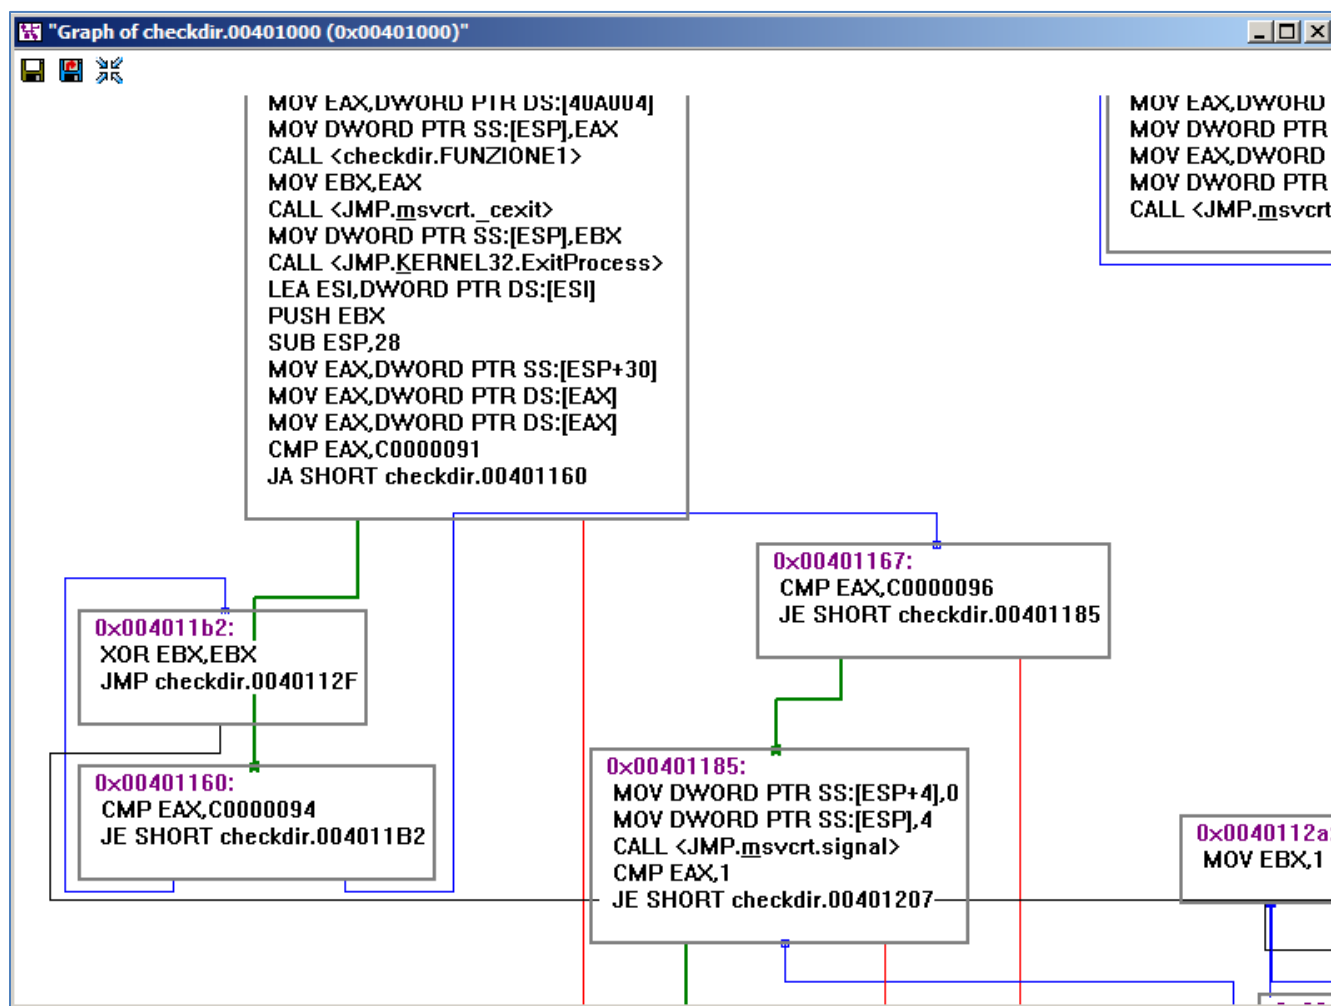 "Graph of checkdir.00401000 (0x00401000)"
MOV EAX,DWORD PTR DS:[40A004]
MOV DWORD PTR SS:[ESP],EAX
CALL <checkdir.FUNZIONE1>
MOV EBX,EAX
CALL <JMP.msvcrt._cexit>
MOV DWORD PTR SS:[ESP],EBX
CALL <JMP.KERNEL32.ExitProcess>
LEA ESI,DWORD PTR DS:[ESI]
PUSH EBX
SUB ESP,28
MOV EAX,DWORD PTR SS:[ESP+30]
MOV EAX,DWORD PTR DS:[EAX]
MOV EAX,DWORD PTR DS:[EAX]
CMP EAX,C0000091
JA SHORT checkdir.00401160
MOV EAX,DWORD
MOV DWORD PTR
MOV EAX,DWORD
MOV DWORD PTR
CALL <JMP.msvcrt
0x00401167:
CMP EAX,C0000096
JE SHORT checkdir.00401185
0x004011b2:
XOR EBX,EBX
JMP checkdir.0040112F
0x00401160:
CMP EAX,C0000094
JE SHORT checkdir.004011B2
0x00401185:
MOV DWORD PTR SS:[ESP+4],0
MOV DWORD PTR SS:[ESP],4
CALL <JMP.msvcrt.signal>
CMP EAX,1
JE SHORT checkdir.00401207
0x0040112a
MOV EBX,1